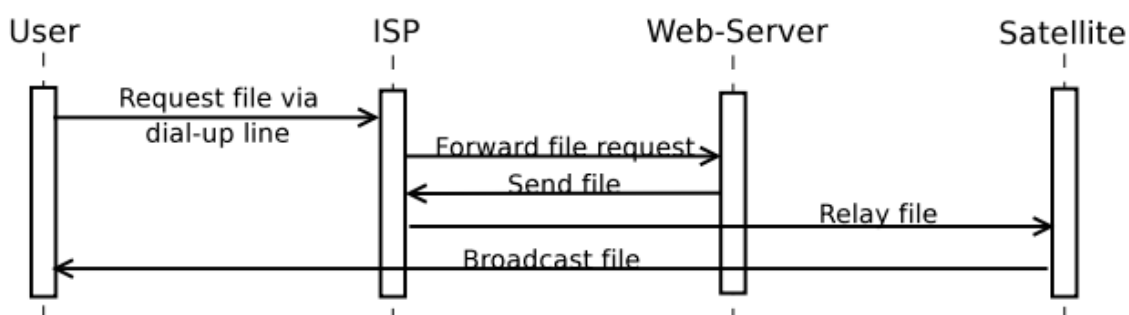 User
ISP
Web-Server
Satellite
Request file via
dial-up line
Forward file request
Send file
Relay file
Broadcast file